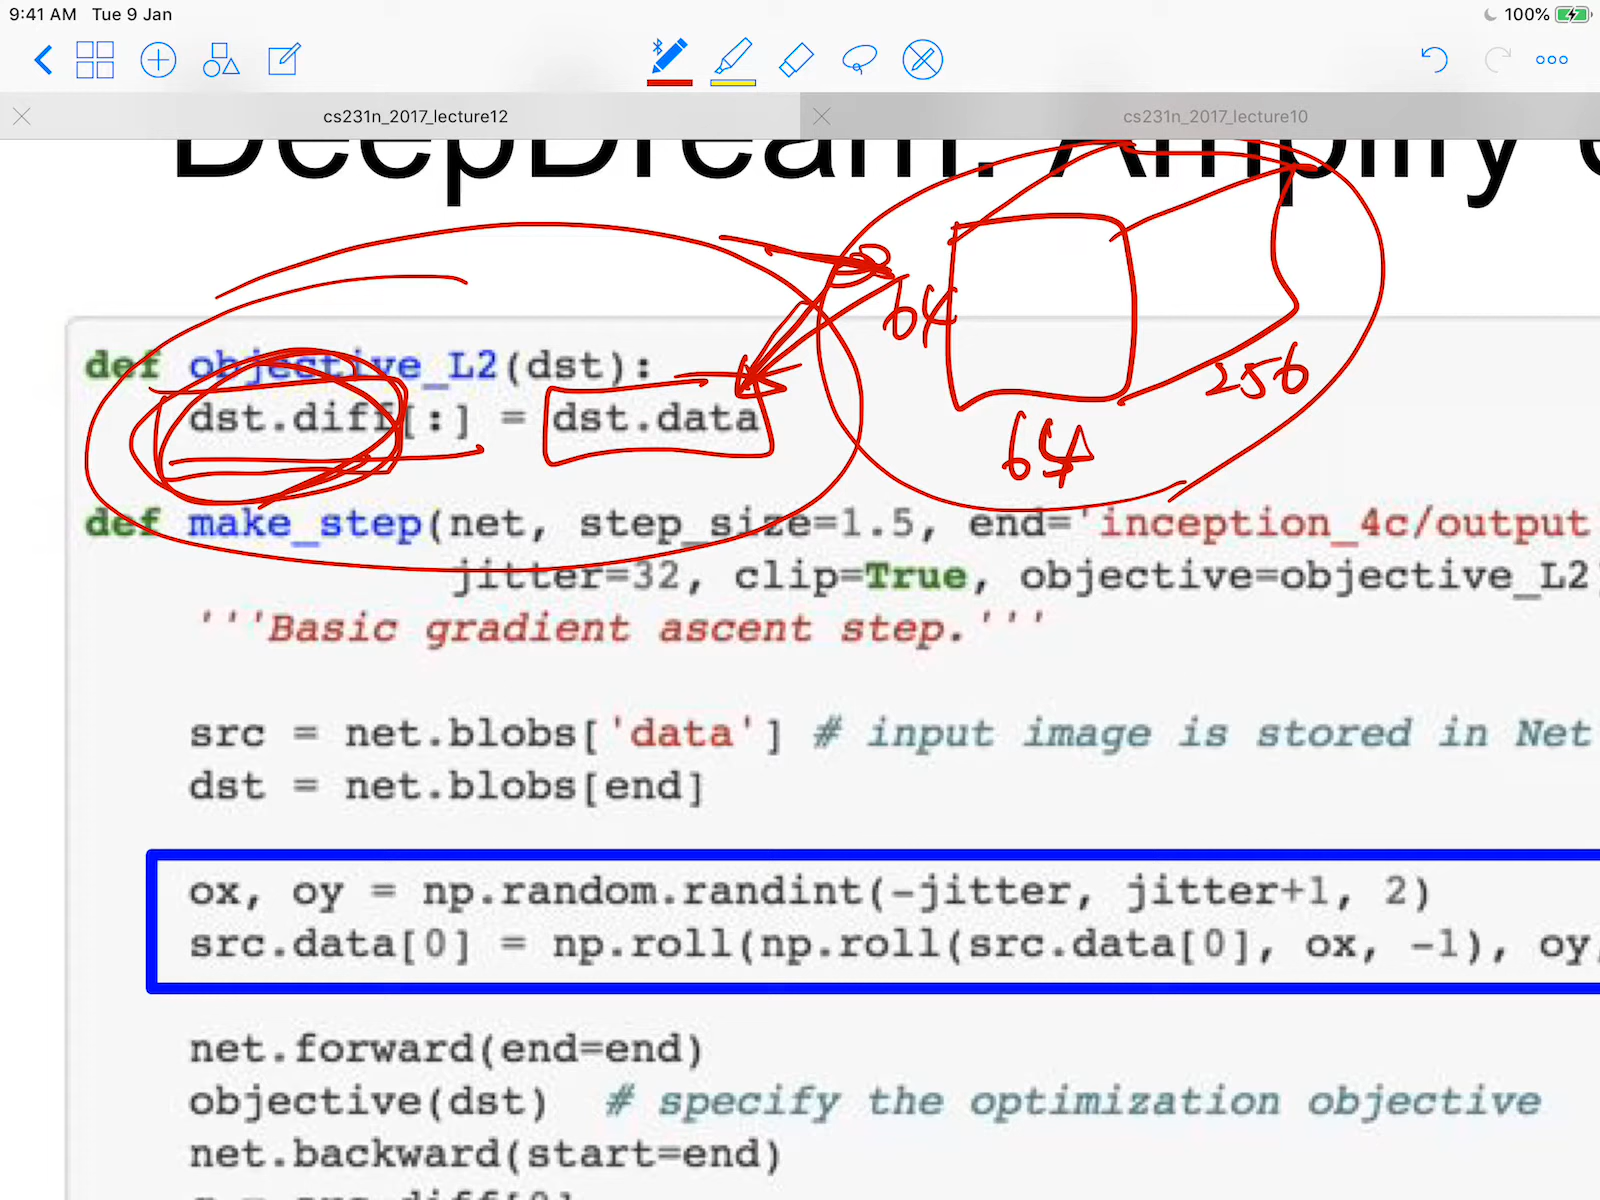 9:41 AM Tue 9 Jan
100%
cs231n_2017_lecture12
cs231n_2017_lecture10
DeepDream: Amplify
64
256
64
def objective_L2(dst):
dst.diff[:] = dst.data
def make_step(net, step_size=1.5, end='inception_4c/output
jitter=32, clip=True, objective=objective_L2
'''Basic gradient ascent step.'''
src = net.blobs['data'] # input image is stored in Net
dst = net.blobs[end]
ox, oy = np.random.randint(-jitter, jitter+1, 2)
src.data[0] = np.roll(np.roll(src.data[0], ox, -1), oy,
net.forward(end=end)
objective(dst) # specify the optimization objective
net.backward(start=end)